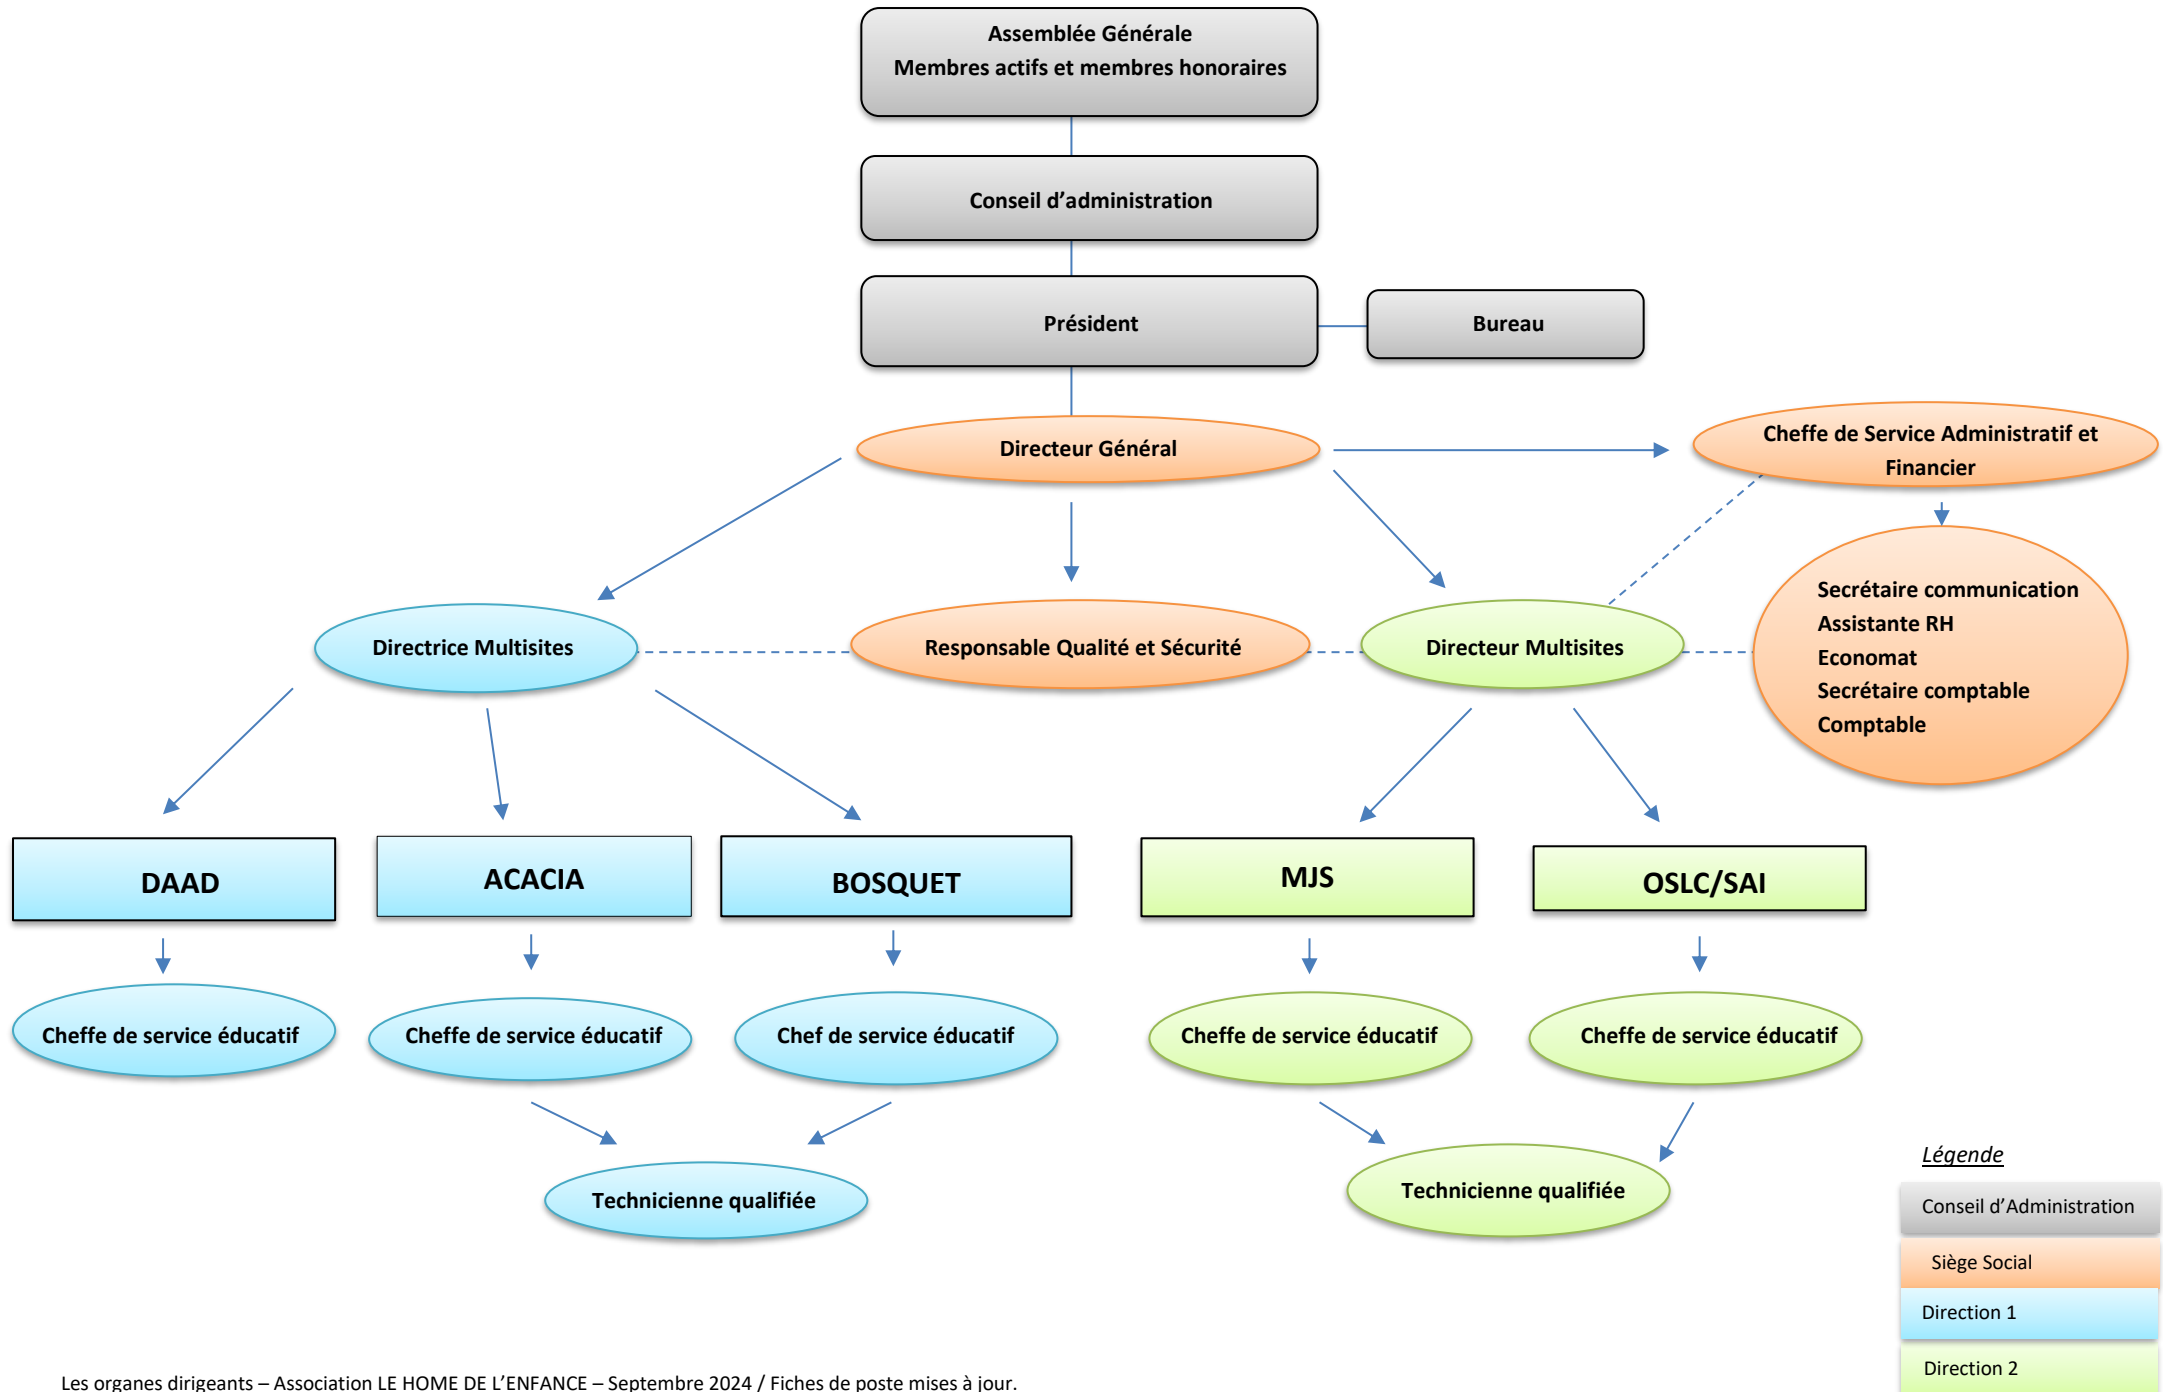 Assemblée Générale
Membres actifs et membres honoraires
Conseil d’administration
Président
Bureau
Directeur Général
Cheffe de Service Administratif et
Financier
Secrétaire communication
Assistante RH
Economat
Secrétaire comptable
Comptable
Directrice Multisites
Responsable Qualité et Sécurité
Directeur Multisites
DAAD
ACACIA
BOSQUET
MJS
OSLC/SAI
Cheffe de service éducatif
Cheffe de service éducatif
Chef de service éducatif
Cheffe de service éducatif
Cheffe de service éducatif
Technicienne qualifiée
Technicienne qualifiée
Légende
Conseil d’Administration
Siège Social
Direction 1
Direction 2
Les organes dirigeants – Association LE HOME DE L’ENFANCE – Septembre 2024 / Fiches de poste mises à jour.